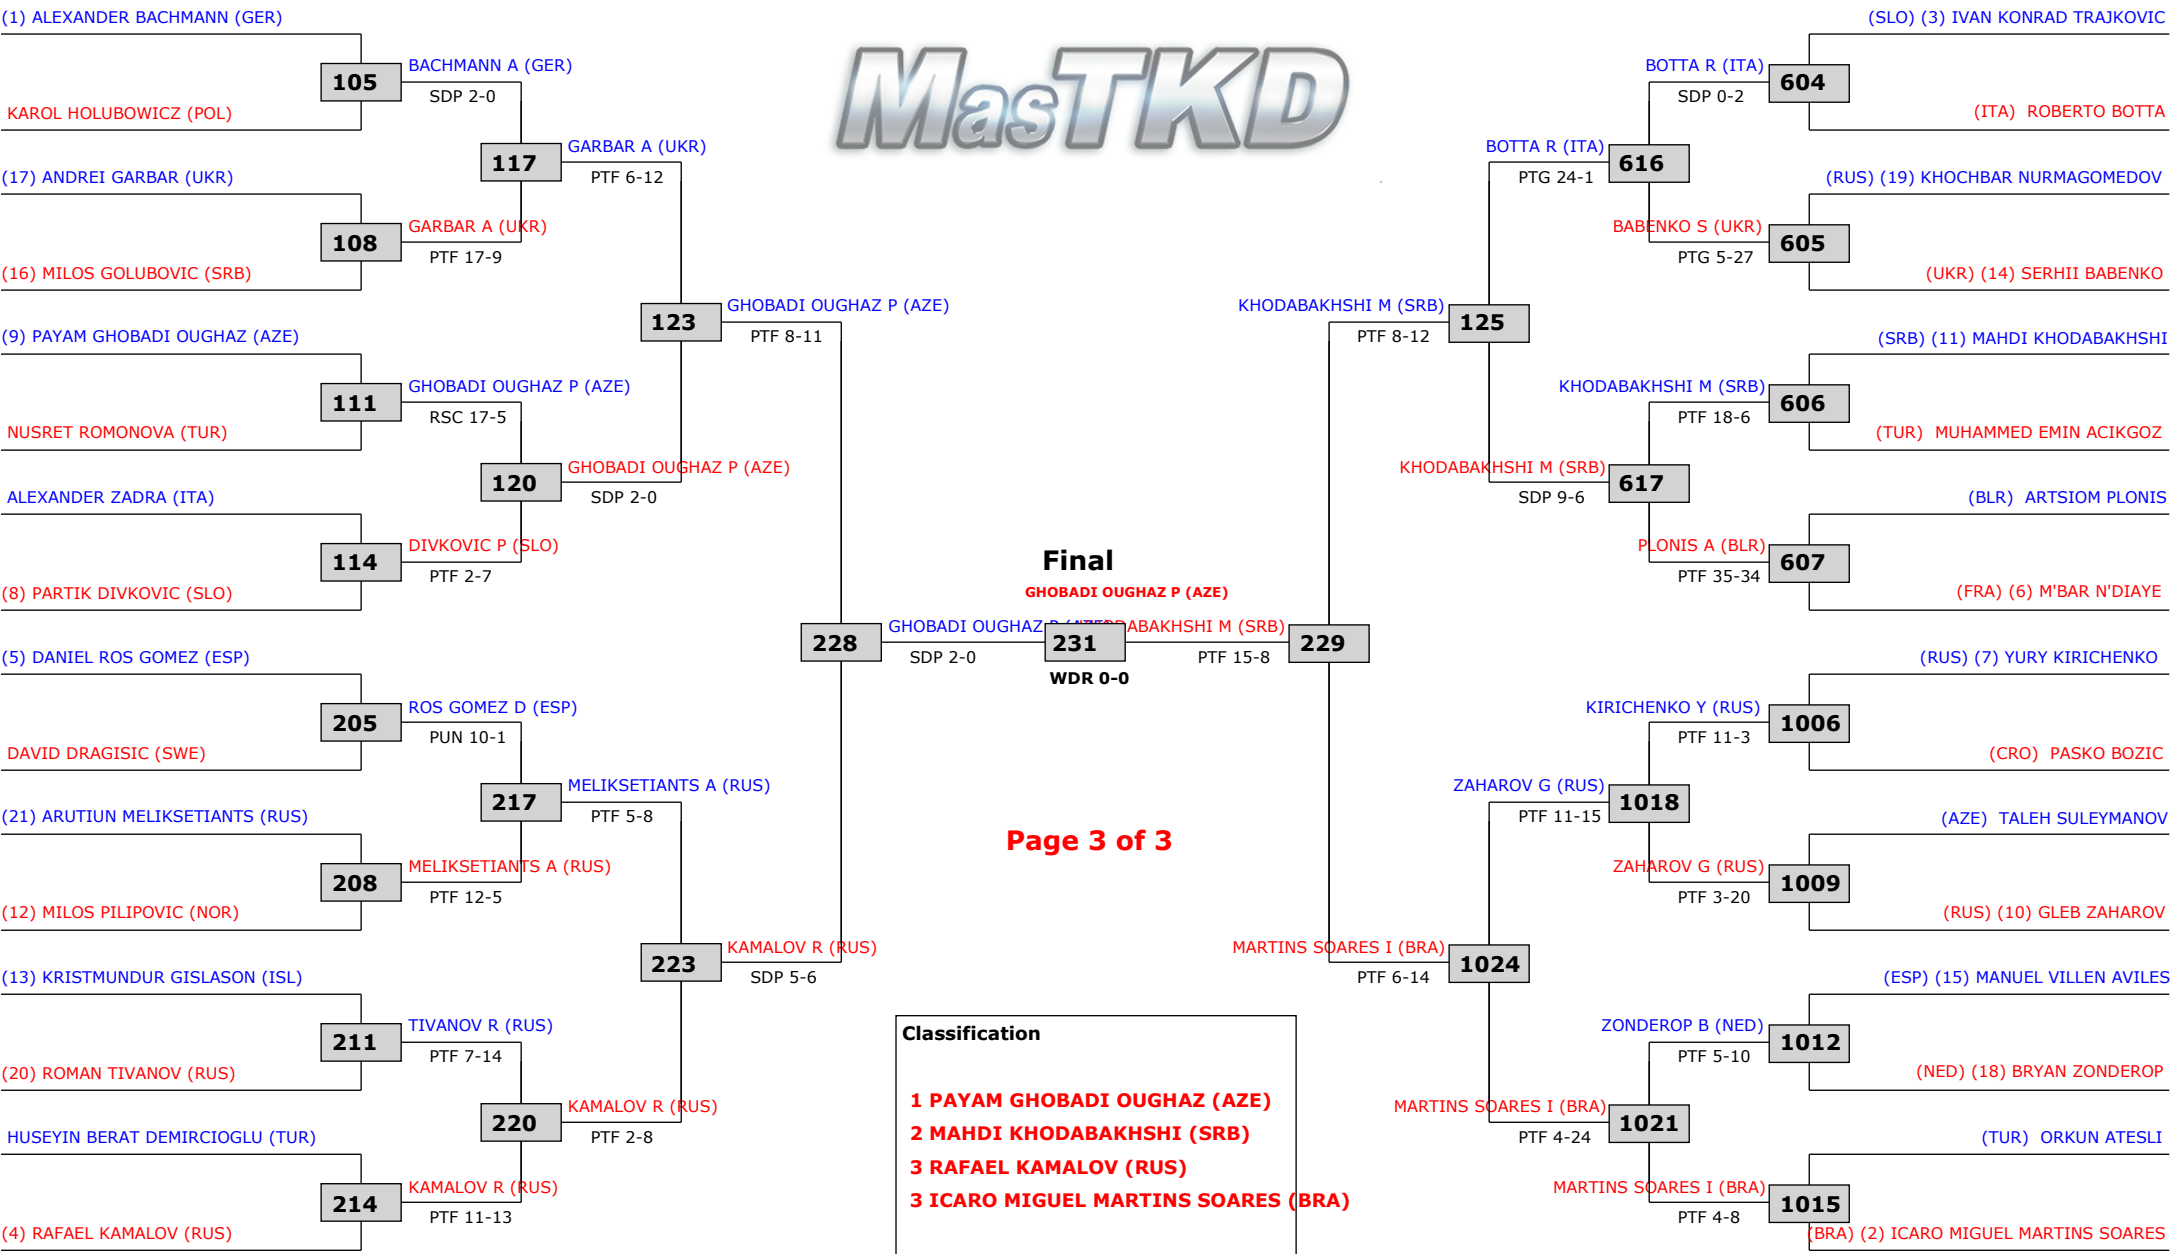 (1) ALEXANDER BACHMANN (GER)
KAROL HOLUBOWICZ (POL)
(17) ANDREI GARBAR (UKR)
(16) MILOS GOLUBOVIC (SRB)
(9) PAYAM GHOBADI OUGHAZ (AZE)
NUSRET ROMONOVA (TUR)
ALEXANDER ZADRA (ITA)
(8) PARTIK DIVKOVIC (SLO)
(5) DANIEL ROS GOMEZ (ESP)
DAVID DRAGISIC (SWE)
(21) ARUTIUN MELIKSETIANTS (RUS)
(12) MILOS PILIPOVIC (NOR)
(13) KRISTMUNDUR GISLASON (ISL)
(20) ROMAN TIVANOV (RUS)
HUSEYIN BERAT DEMIRCIOGLU (TUR)
(4) RAFAEL KAMALOV (RUS)
105
BACHMANN A (GER)
SDP 2-0
108
GARBAR A (UKR)
PTF 17-9
111
GHOBADI OUGHAZ P (AZE)
RSC 17-5
114
DIVKOVIC P (SLO)
PTF 2-7
205
ROS GOMEZ D (ESP)
PUN 10-1
208
MELIKSETIANTS A (RUS)
PTF 12-5
211
TIVANOV R (RUS)
PTF 7-14
214
KAMALOV R (RUS)
PTF 11-13
117
GARBAR A (UKR)
PTF 6-12
120
GHOBADI OUGHAZ P (AZE)
SDP 2-0
217
MELIKSETIANTS A (RUS)
PTF 5-8
220
KAMALOV R (RUS)
PTF 2-8
123
GHOBADI OUGHAZ P (AZE)
PTF 8-11
223
KAMALOV R (RUS)
SDP 5-6
MasTKD
Final
GHOBADI OUGHAZ P (AZE)
228
GHOBADI OUGHAZ P (AZE)
SDP 2-0
231
WDR 0-0
KHODABAKHSHI M (SRB)
PTF 15-8
229
Page 3 of 3
Classification
1 PAYAM GHOBADI OUGHAZ (AZE)
2 MAHDI KHODABAKHSHI (SRB)
3 RAFAEL KAMALOV (RUS)
3 ICARO MIGUEL MARTINS SOARES (BRA)
KHODABAKHSHI M (SRB)
PTF 8-12
125
MARTINS SOARES I (BRA)
PTF 6-14
1024
BOTTA R (ITA)
PTG 24-1
616
KHODABAKHSHI M (SRB)
SDP 9-6
617
ZAHAROV G (RUS)
PTF 11-15
1018
MARTINS SOARES I (BRA)
PTF 4-24
1021
BOTTA R (ITA)
SDP 0-2
604
BABENKO S (UKR)
PTG 5-27
605
KHODABAKHSHI M (SRB)
PTF 18-6
606
PLONIS A (BLR)
PTF 35-34
607
KIRICHENKO Y (RUS)
PTF 11-3
1006
ZAHAROV G (RUS)
PTF 3-20
1009
ZONDEROP B (NED)
PTF 5-10
1012
MARTINS SOARES I (BRA)
PTF 4-8
1015
(SLO) (3) IVAN KONRAD TRAJKOVIC
(ITA) ROBERTO BOTTA
(RUS) (19) KHOCHBAR NURMAGOMEDOV
(UKR) (14) SERHII BABENKO
(SRB) (11) MAHDI KHODABAKHSHI
(TUR) MUHAMMED EMIN ACIKGOZ
(BLR) ARTSIOM PLONIS
(FRA) (6) M'BAR N'DIAYE
(RUS) (7) YURY KIRICHENKO
(CRO) PASKO BOZIC
(AZE) TALEH SULEYMANOV
(RUS) (10) GLEB ZAHAROV
(ESP) (15) MANUEL VILLEN AVILES
(NED) (18) BRYAN ZONDEROP
(TUR) ORKUN ATESLI
(BRA) (2) ICARO MIGUEL MARTINS SOARES